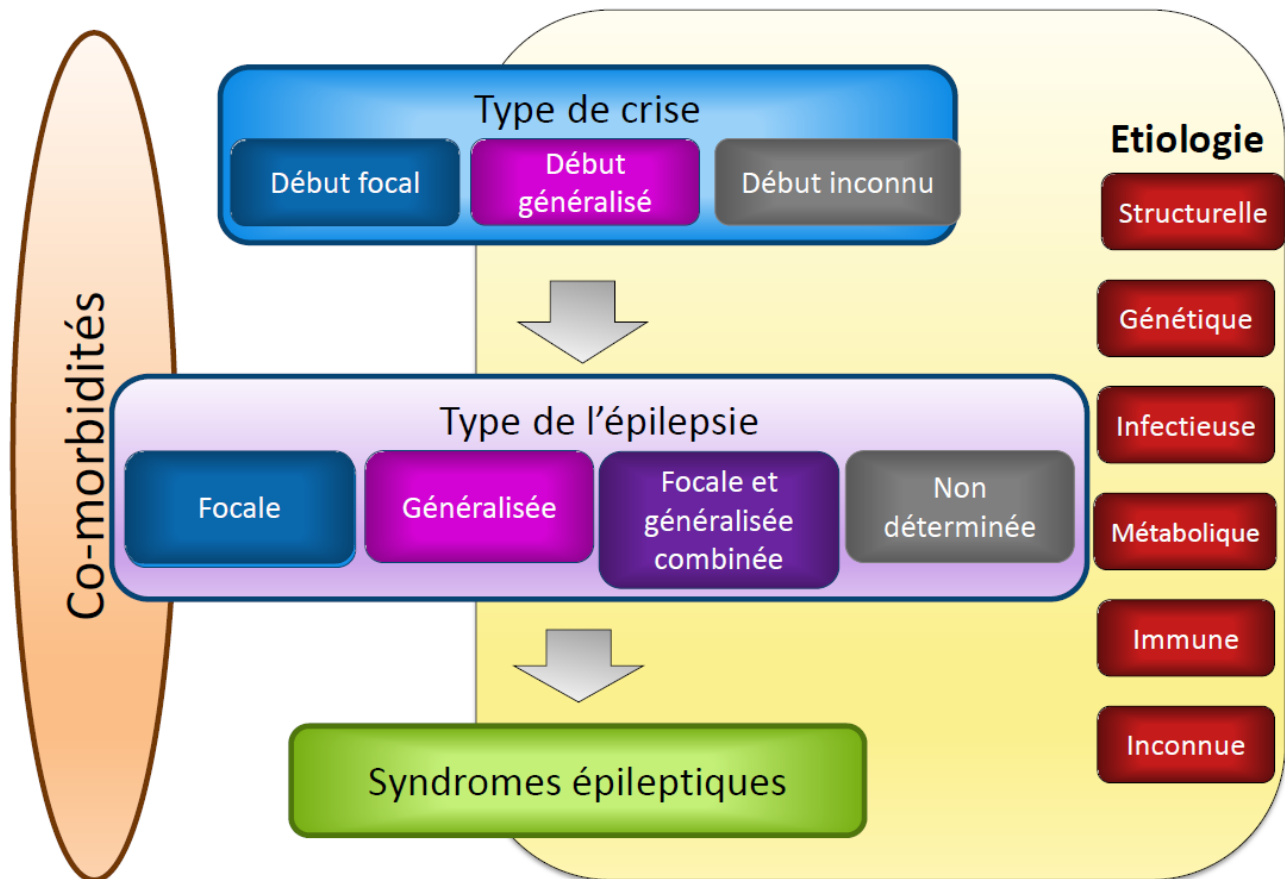 Co-morbidités
Type de crise
Début focal
Début
généralisé
Début inconnu
Type de l’épilepsie
Focale
Généralisée
Focale et
généralisée
combinée
Non
déterminée
Syndromes épileptiques
Etiologie
Structurelle
Génétique
Infectieuse
Métabolique
Immune
Inconnue